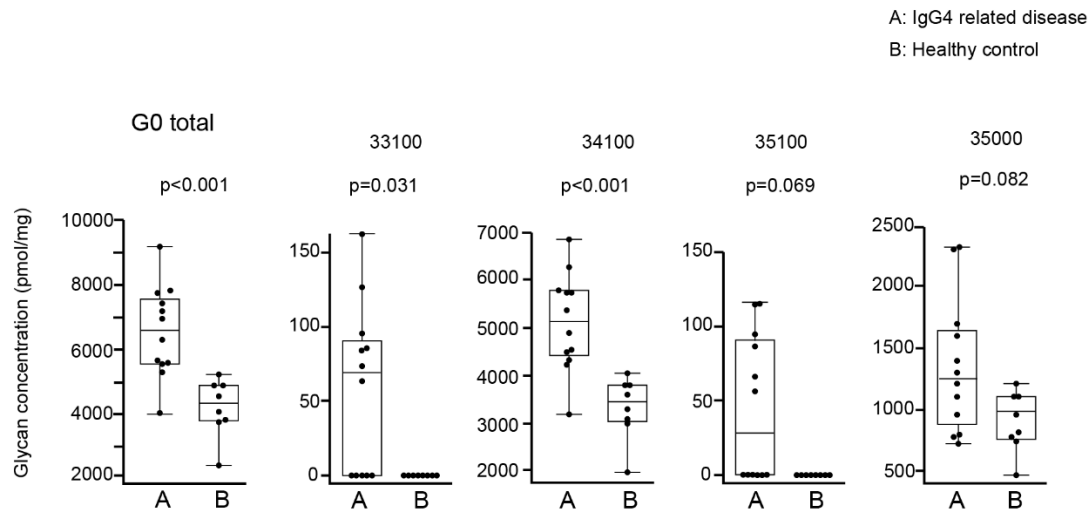 A: IgG4 related disease
B: Healthy control
G0 total
33100
34100
35100
35000
p<0.001
p=0.031
p<0.001
p=0.069
p=0.082
Glycan concentration (pmol/mg)
10000
8000
6000
4000
2000
A B
150
100
50
0
A B
7000
6000
5000
4000
3000
2000
A B
150
100
50
0
A B
2500
2000
1500
1000
500
A B